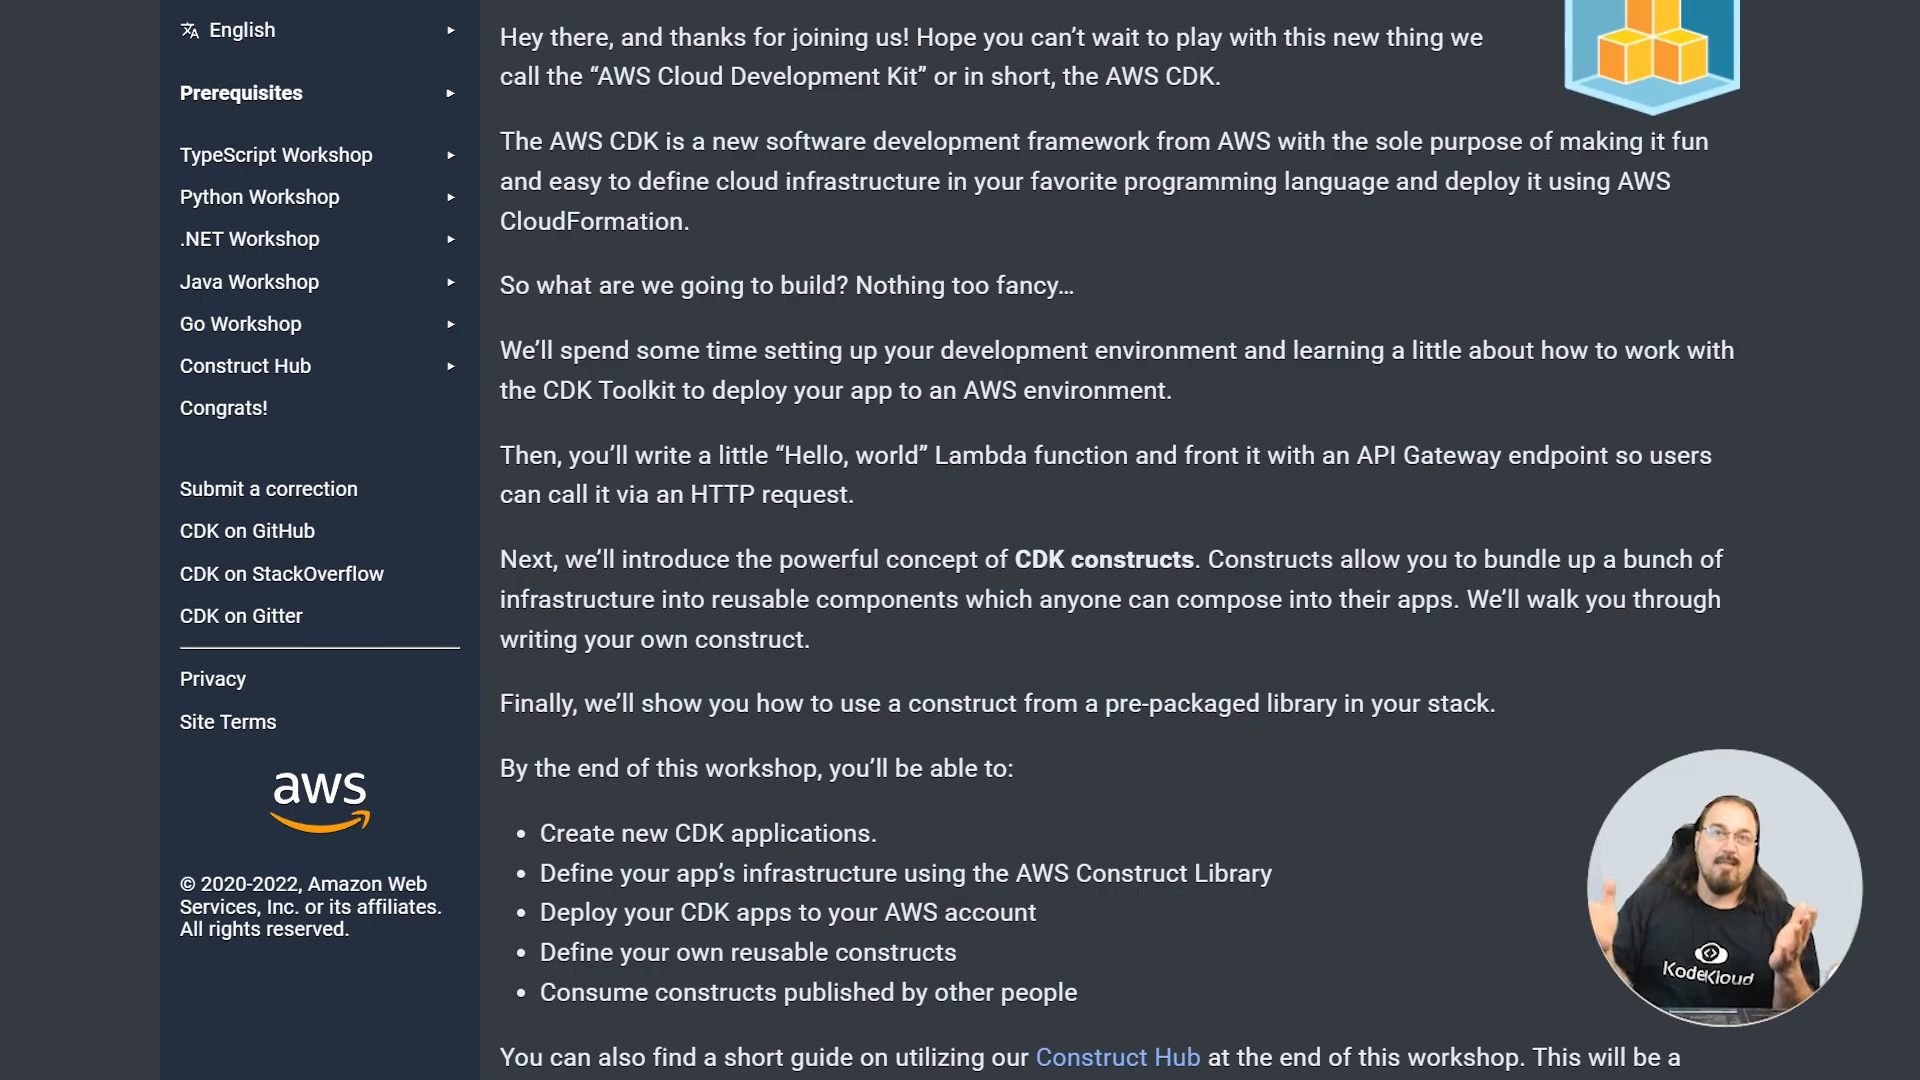 English
Prerequisites
TypeScript Workshop
Python Workshop
.NET Workshop
Java Workshop
Go Workshop
Construct Hub
Congrats!
Submit a correction
CDK on GitHub
CDK on StackOverflow
CDK on Gitter
Privacy
Site Terms
aws
© 2020-2022, Amazon Web
Services, Inc. or its affiliates.
All rights reserved.
Hey there, and thanks for joining us! Hope you can’t wait to play with this new thing we
call the “AWS Cloud Development Kit” or in short, the AWS CDK.
The AWS CDK is a new software development framework from AWS with the sole purpose of making it fun
and easy to define cloud infrastructure in your favorite programming language and deploy it using AWS
CloudFormation.
So what are we going to build? Nothing too fancy…
We’ll spend some time setting up your development environment and learning a little about how to work with
the CDK Toolkit to deploy your app to an AWS environment.
Then, you’ll write a little “Hello, world” Lambda function and front it with an API Gateway endpoint so users
can call it via an HTTP request.
Next, we’ll introduce the powerful concept of CDK constructs. Constructs allow you to bundle up a bunch of
infrastructure into reusable components which anyone can compose into their apps. We’ll walk you through
writing your own construct.
Finally, we’ll show you how to use a construct from a pre-packaged library in your stack.
By the end of this workshop, you’ll be able to:
• Create new CDK applications.
• Define your app’s infrastructure using the AWS Construct Library
• Deploy your CDK apps to your AWS account
• Define your own reusable constructs
• Consume constructs published by other people
You can also find a short guide on utilizing our Construct Hub at the end of this workshop. This will be a
KodeKloud